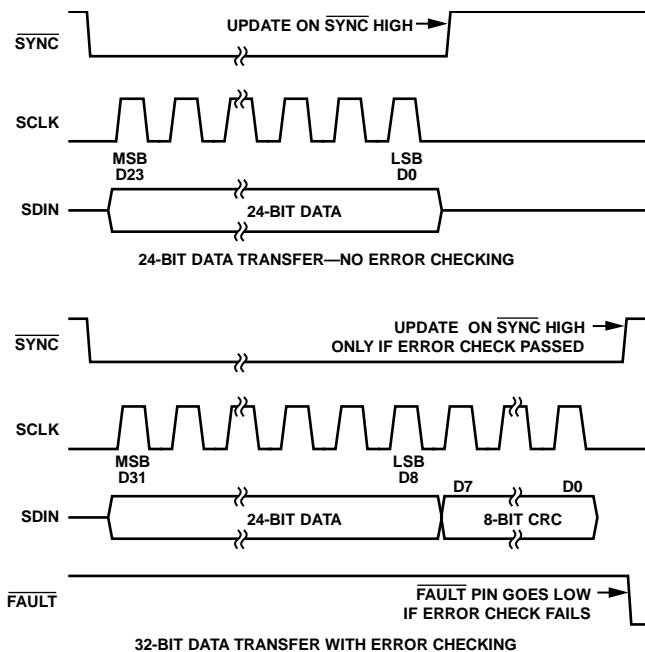 UPDATE ON SYNC HIGH
SYNC
SCLK
MSB
D23
LSB
D0
SDIN
24-BIT DATA
24-BIT DATA TRANSFER—NO ERROR CHECKING
UPDATE ON SYNC HIGH
ONLY IF ERROR CHECK PASSED
SYNC
SCLK
MSB
D31
LSB
D8
D7
D0
SDIN
24-BIT DATA
8-BIT CRC
FAULT
FAULT PIN GOES LOW
IF ERROR CHECK FAILS
32-BIT DATA TRANSFER WITH ERROR CHECKING